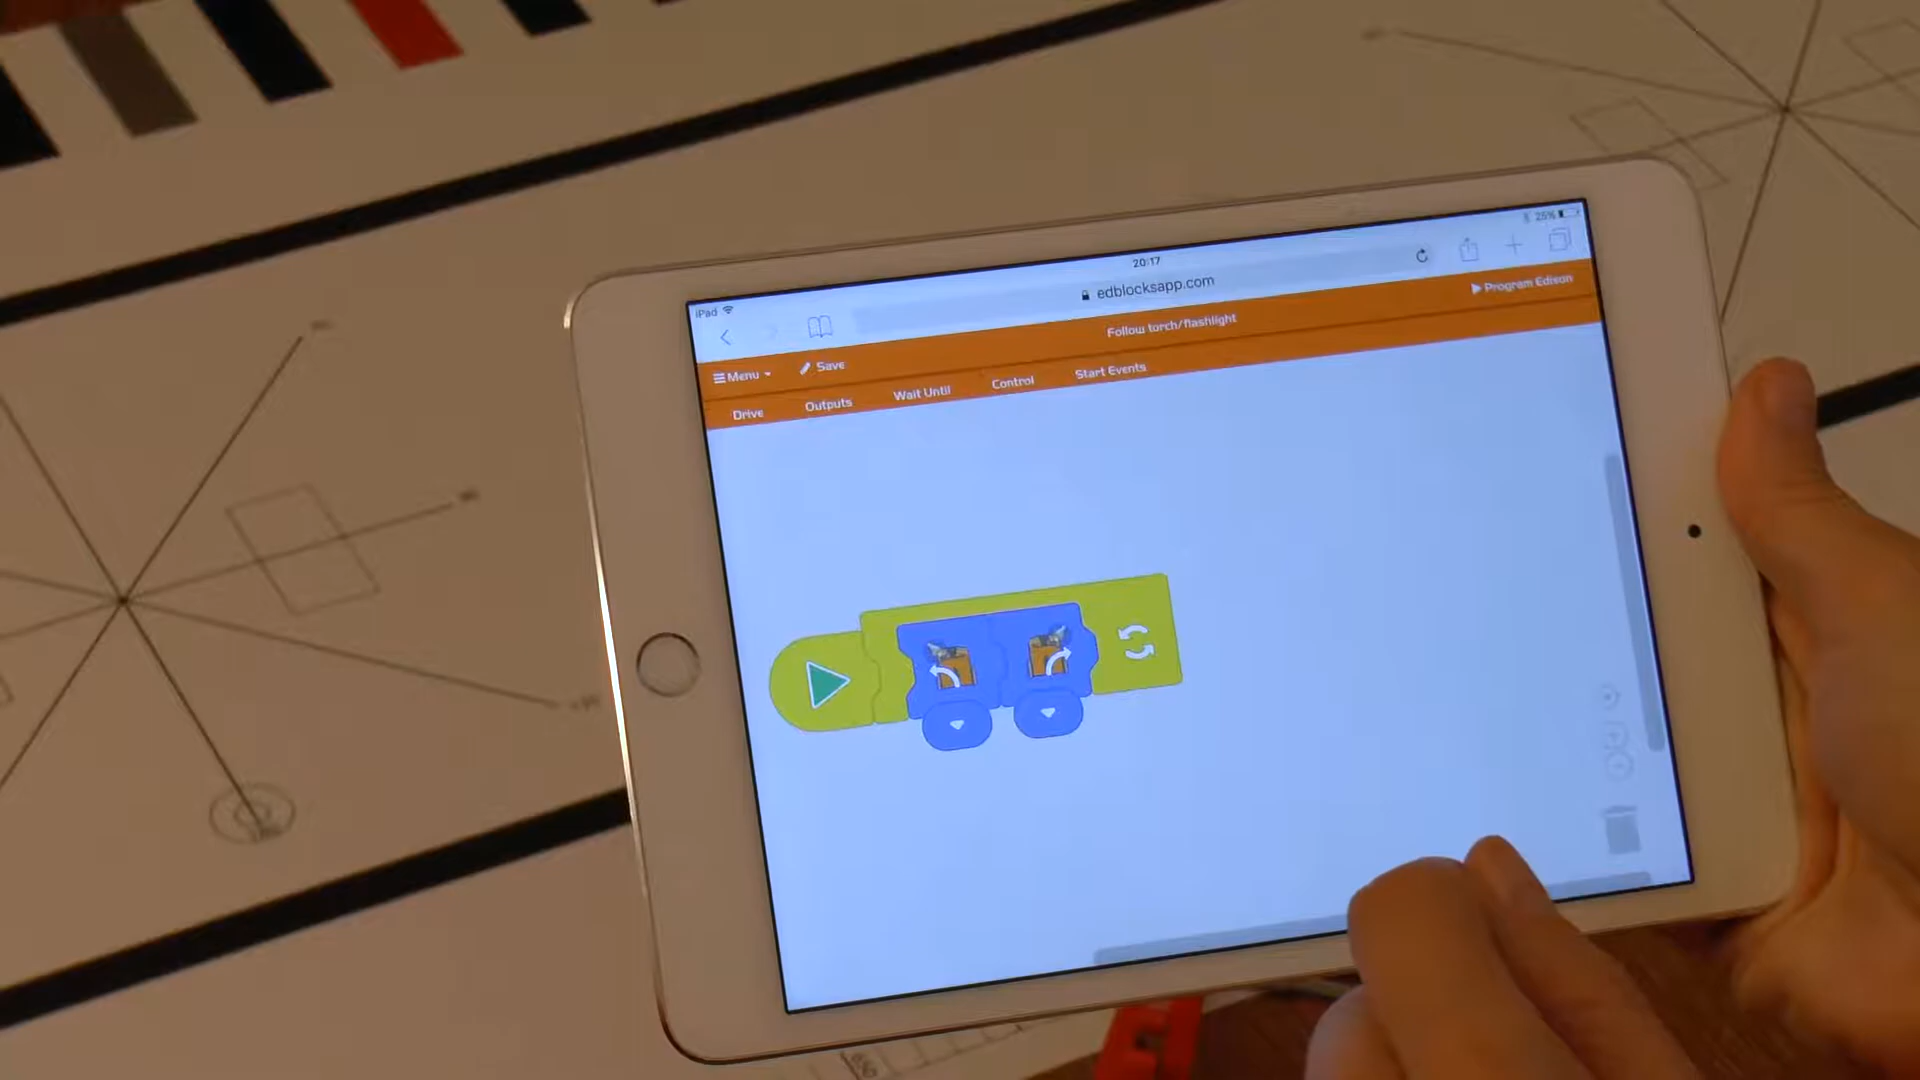 iPad
20:17
25%
edblocksapp.com
Menu
Save
Follow torch/flashlight
Program Edison
Drive
Outputs
Wait Until
Control
Start Events